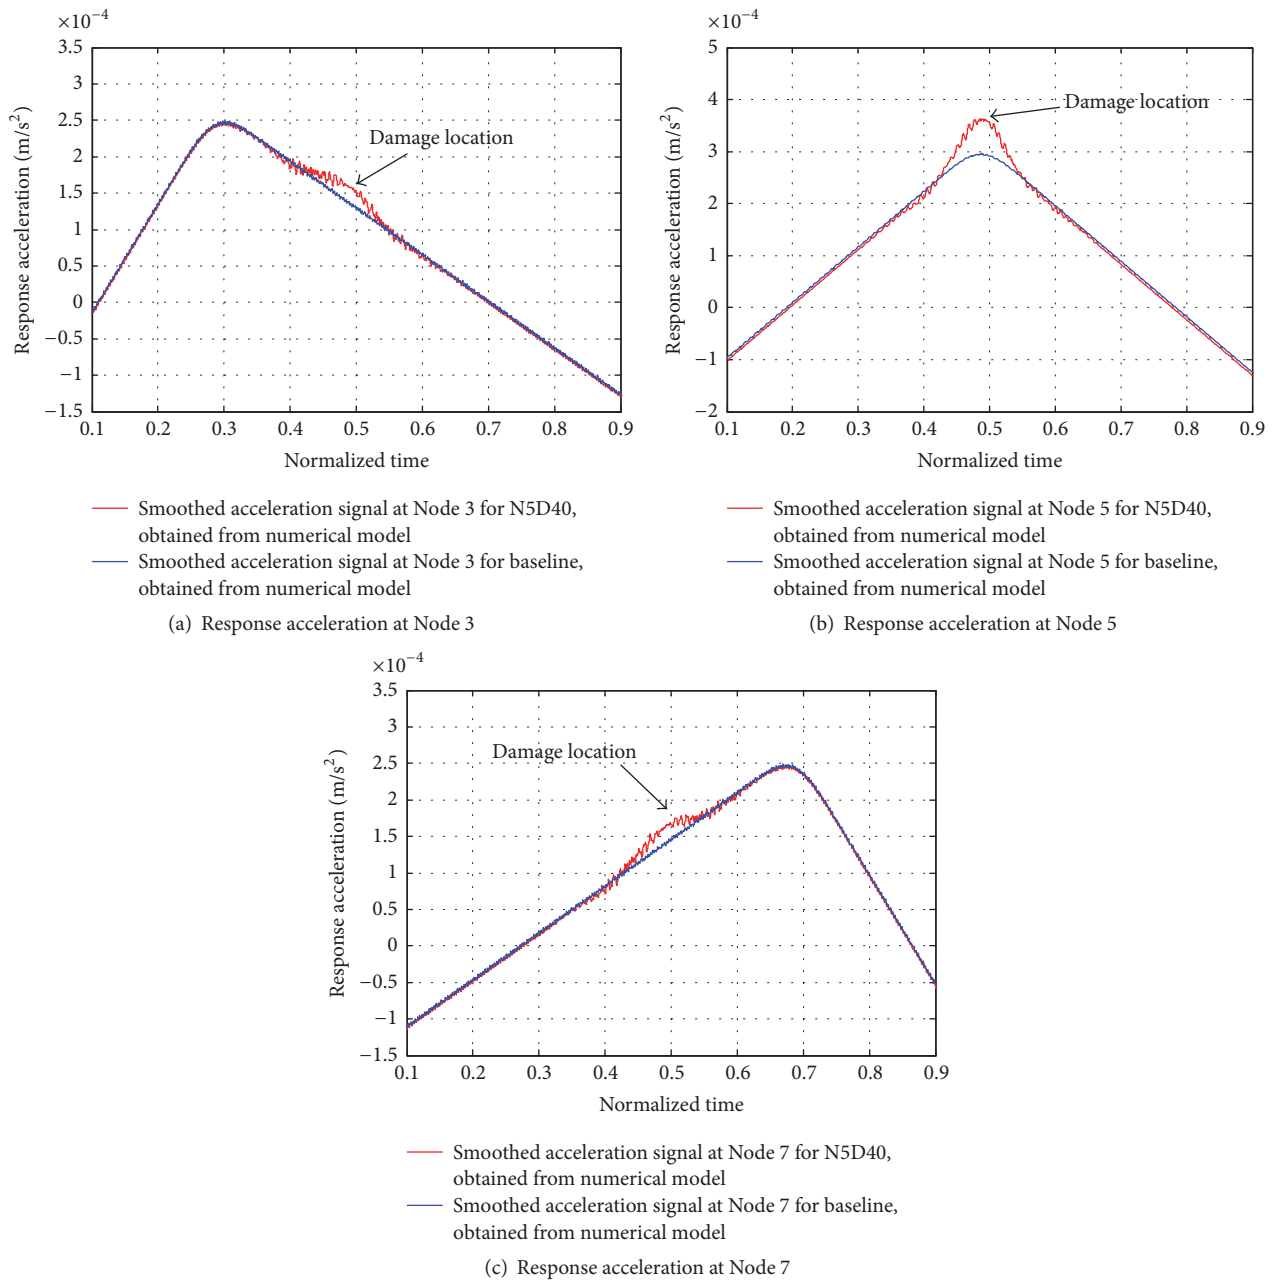 ×10⁻⁴
3.5
3
2.5
2
1.5
1
0.5
0
−0.5
−1
−1.5
Response acceleration (m/s²)
Damage location
0.1 0.2 0.3 0.4 0.5 0.6 0.7 0.8 0.9
Normalized time
Smoothed acceleration signal at Node 3 for N5D40,
obtained from numerical model
Smoothed acceleration signal at Node 3 for baseline,
obtained from numerical model
(a) Response acceleration at Node 3
×10⁻⁴
5
4
3
2
1
0
−1
−2
Response acceleration (m/s²)
Damage location
0.1 0.2 0.3 0.4 0.5 0.6 0.7 0.8 0.9
Normalized time
Smoothed acceleration signal at Node 5 for N5D40,
obtained from numerical model
Smoothed acceleration signal at Node 5 for baseline,
obtained from numerical model
(b) Response acceleration at Node 5
×10⁻⁴
3.5
3
2.5
2
1.5
1
0.5
0
−0.5
−1
−1.5
Response acceleration (m/s²)
Damage location
0.1 0.2 0.3 0.4 0.5 0.6 0.7 0.8 0.9
Normalized time
Smoothed acceleration signal at Node 7 for N5D40,
obtained from numerical model
Smoothed acceleration signal at Node 7 for baseline,
obtained from numerical model
(c) Response acceleration at Node 7